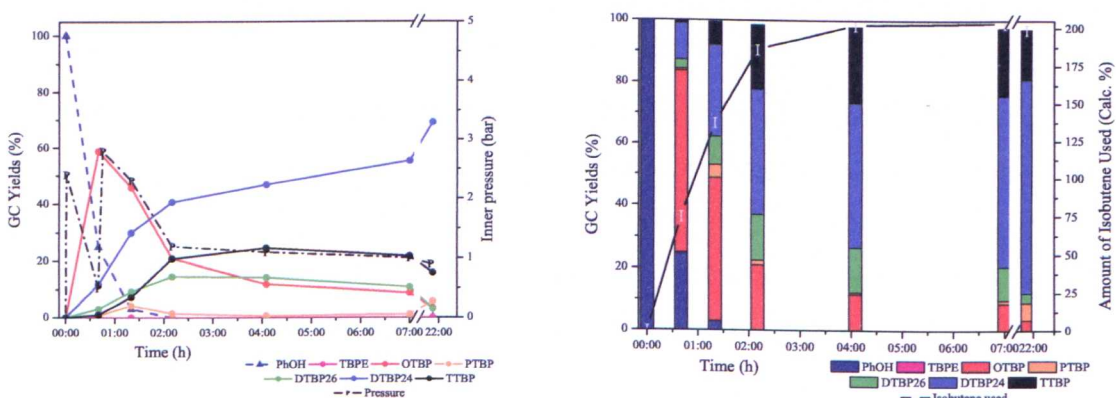 100
80
60
40
20
0
GC Yields (%)
5
4
3
2
1
0
Inner pressure (bar)
00:00 01:00 02:00 03:00 04:00 07:00 22:00
Time (h)
PhOH TBPE OTBP PTBP
DTBP26 DTBP24 TTBP
Pressure
100
80
60
40
20
0
GC Yields (%)
200
175
150
125
100
75
50
25
0
Amount of Isobutene Used (Calc. %)
00:00 01:00 02:00 03:00 04:00 05:00 06:00 07:00 22:00
Time (h)
PhOH TBPE OTBP PTBP
DTBP26 DTBP24 TTBP
Isobutene used